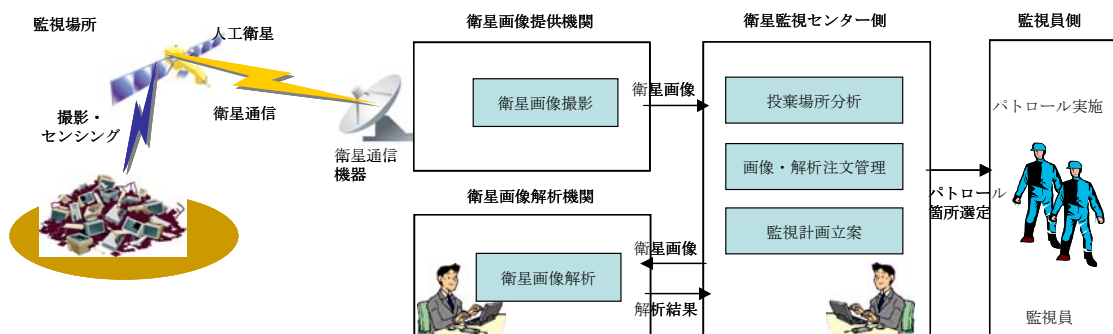 監視場所
人工衛星
撮影・
センシング
衛星通信
衛星通信
機器
衛星画像提供機関
衛星画像撮影
衛星画像
衛星画像解析機関
衛星画像解析
衛星画像
解析結果
衛星監視センター側
投棄場所分析
画像・解析注文管理
監視計画立案
パトロール
箇所選定
監視員側
パトロール実施
監視員